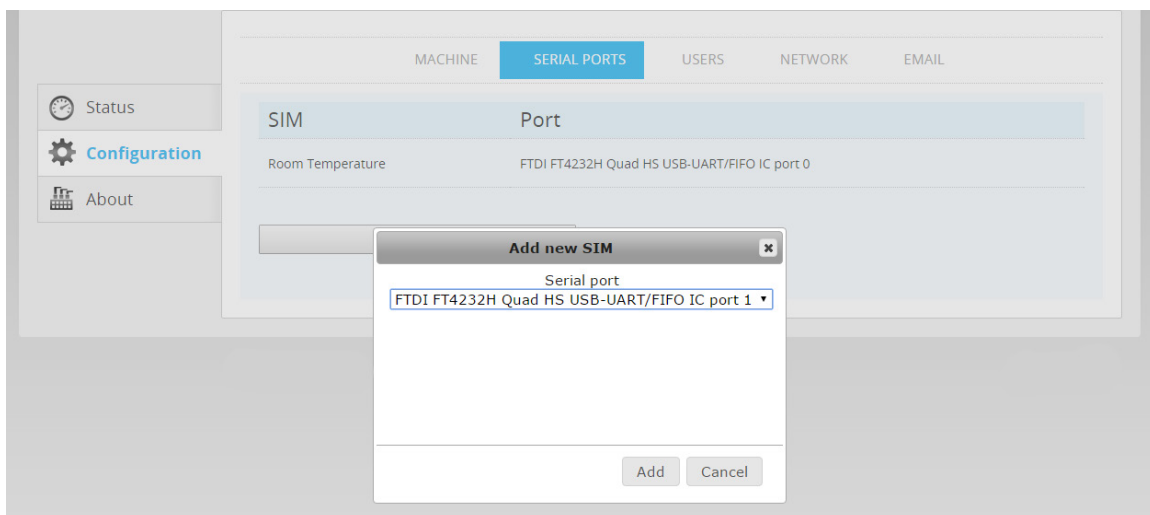 MACHINE SERIAL PORTS USERS NETWORK EMAIL
Status
Configuration
About
SIM Port
Room Temperature FTDI FT4232H Quad HS USB-UART/FIFO IC port 0
Add new SIM
Serial port
FTDI FT4232H Quad HS USB-UART/FIFO IC port 1
Add Cancel